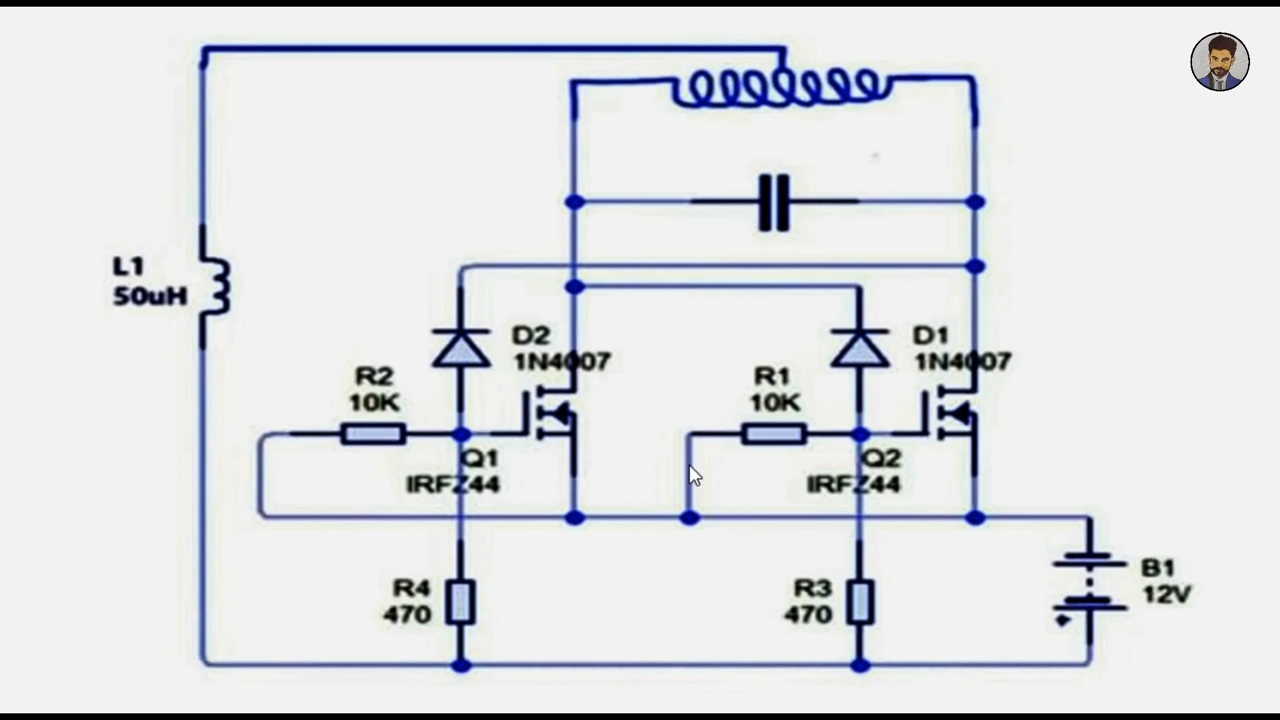 L1
50uH
D2
1N4007
D1
1N4007
R2
10K
R1
10K
Q1
IRFZ44
Q2
IRFZ44
R4
470
R3
470
B1
12V
+